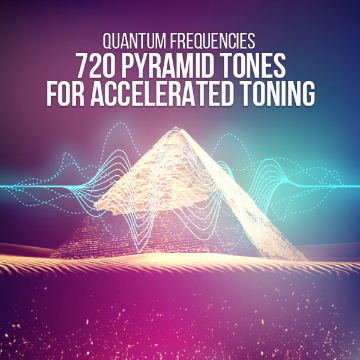 QUANTUM FREQUENCIES
720 PYRAMID TONES
FOR ACCELERATED TONING